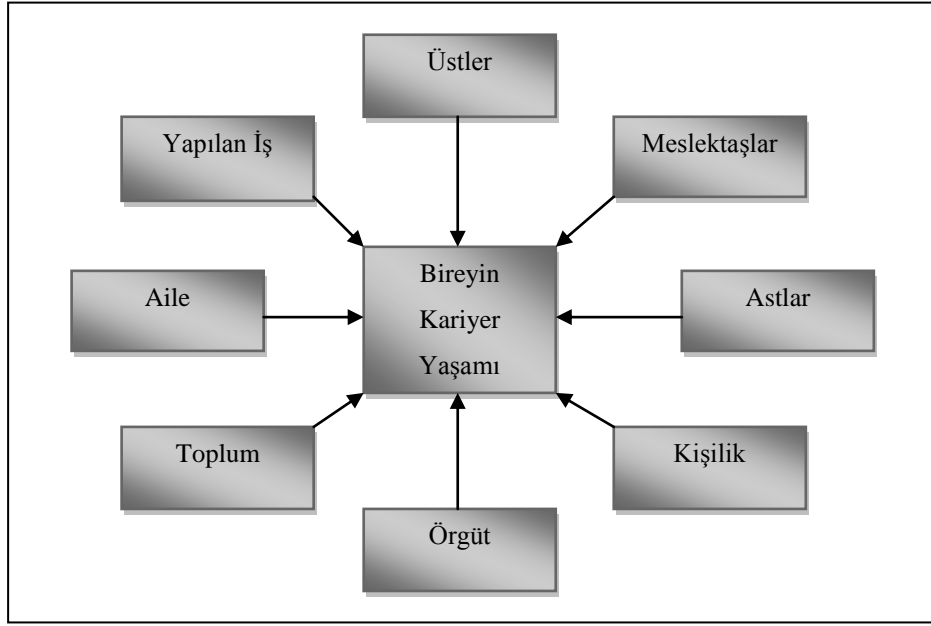 Üstler
Yapılan İş
Meslektaşlar
Bireyin
Kariyer
Yaşamı
Aile
Astlar
Toplum
Kişilik
Örgüt